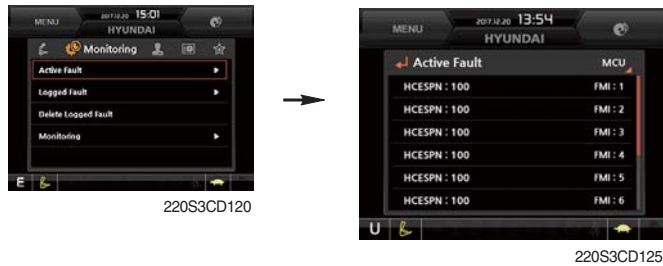 MENU
2017.12.20 15:01
HYUNDAI
Monitoring
Active Fault
Logged Fault
Delete Logged Fault
Monitoring
E
220S3CD120
MENU
2017.12.20 13:54
HYUNDAI
Active Fault MCU
HCESPN : 100 FMI : 1
HCESPN : 100 FMI : 2
HCESPN : 100 FMI : 3
HCESPN : 100 FMI : 4
HCESPN : 100 FMI : 5
HCESPN : 100 FMI : 6
U
220S3CD125